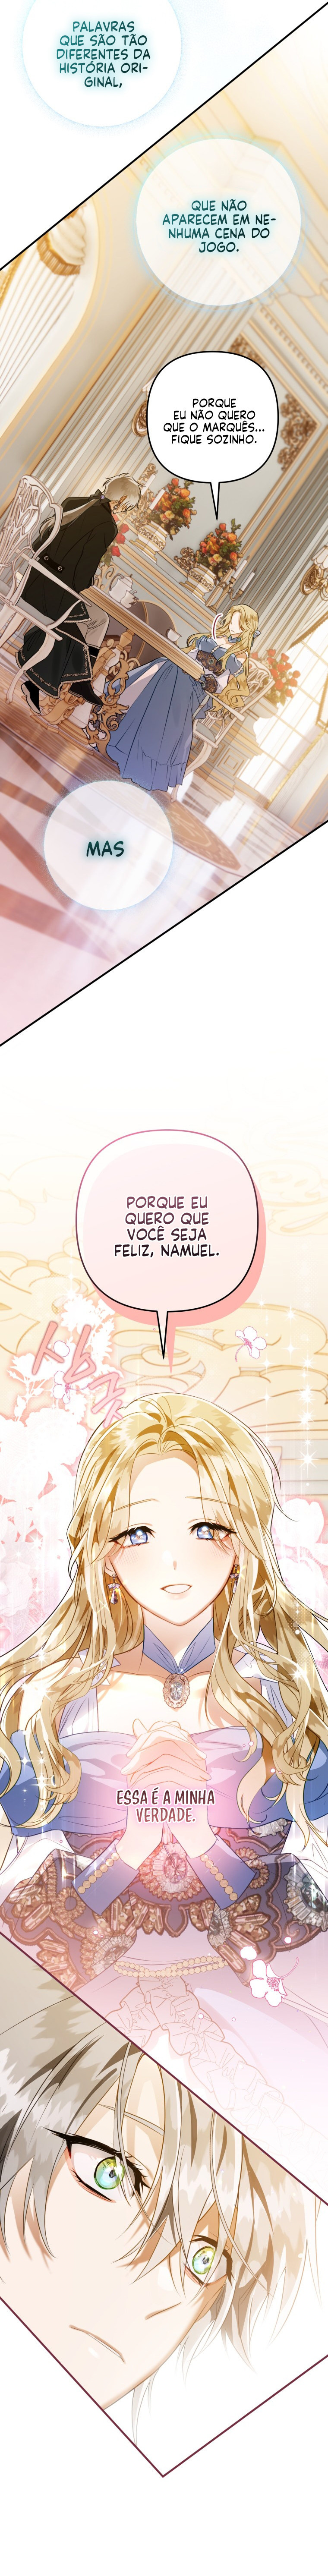 PALAVRAS
QUE SÃO TÃO
DIFERENTES DA
HISTÓRIA ORI-
GINAL,
QUE NÃO
APARECEM EM NE-
NHUMA CENA DO
JOGO.
PORQUE
EU NÃO QUERO
QUE O MARQUÊS...
FIQUE SOZINHO.
MAS
PORQUE EU
QUERO QUE
VOCÊ SEJA
FELIZ, NAMUEL.
ESSA É A MINHA
VERDADE.